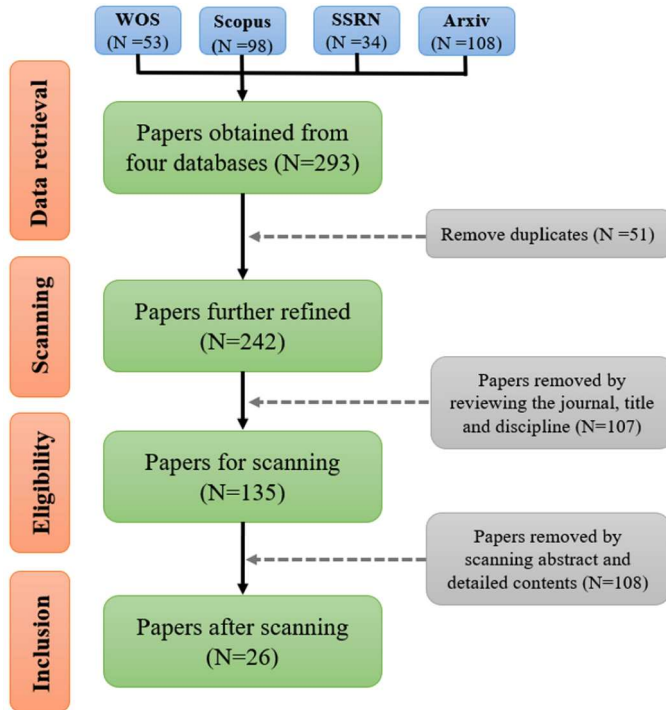 WOS
(N =53)
Scopus
(N =98)
SSRN
(N =34)
Arxiv
(N =108)
Data retrieval
Papers obtained from
four databases (N=293)
Remove duplicates (N =51)
Scanning
Papers further refined
(N=242)
Papers removed by
reviewing the journal, title
and discipline (N=107)
Eligibility
Papers for scanning
(N=135)
Papers removed by
scanning abstract and
detailed contents (N=108)
Inclusion
Papers after scanning
(N=26)